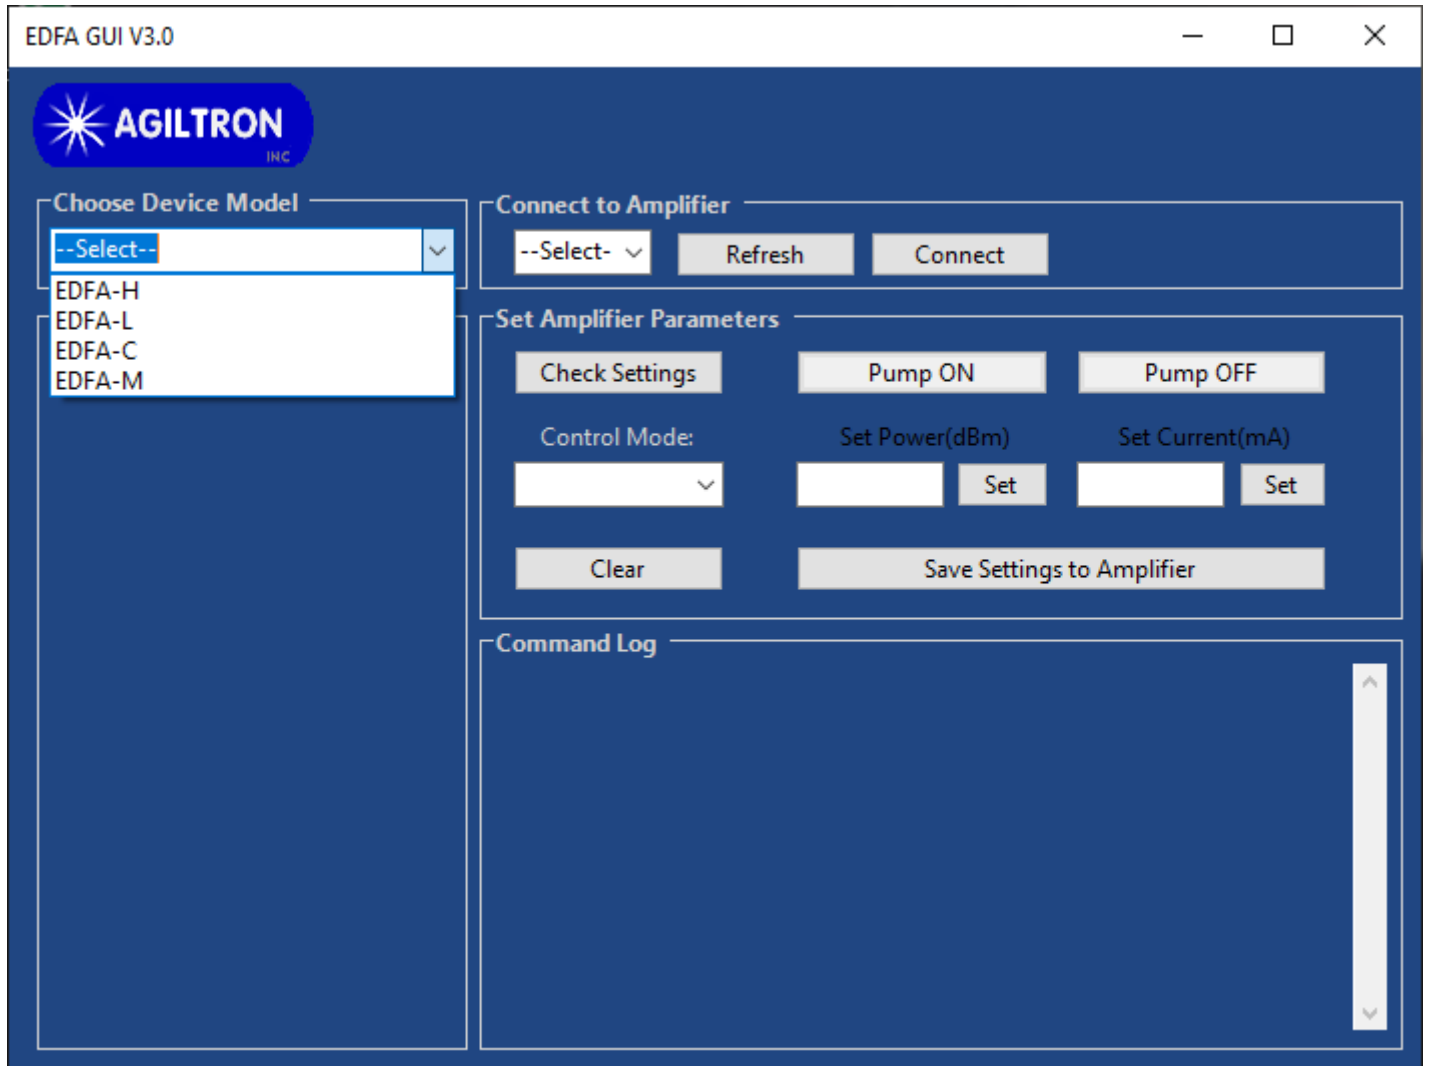 EDFA GUI V3.0
AGILTRON
INC
Choose Device Model
--Select--
EDFA-H
EDFA-L
EDFA-C
EDFA-M
Connect to Amplifier
--Select-
Refresh
Connect
Set Amplifier Parameters
Check Settings
Pump ON
Pump OFF
Control Mode:
Set Power(dBm)
Set Current(mA)
Set
Set
Clear
Save Settings to Amplifier
Command Log